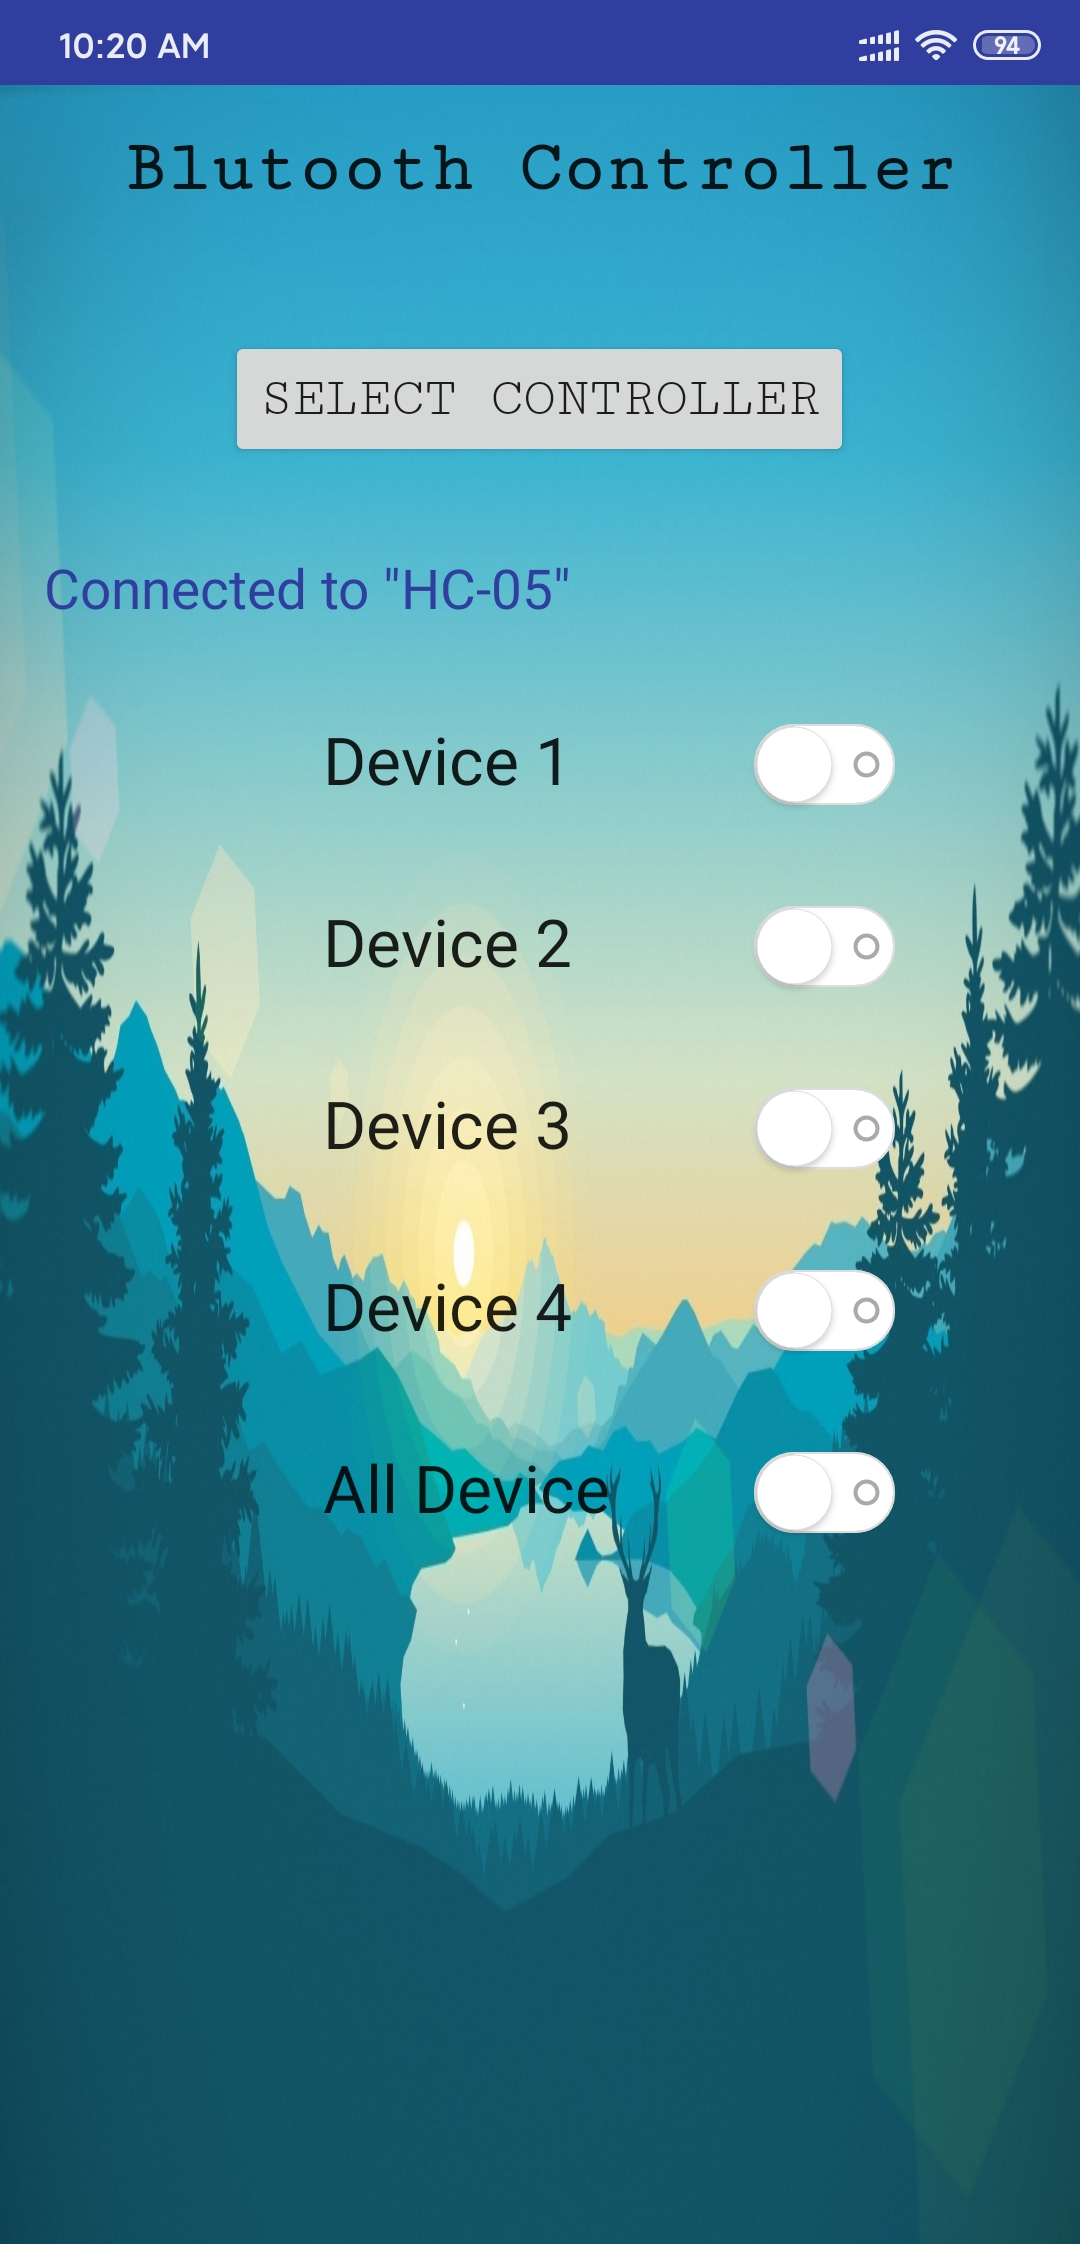 10:20 AM
94
Blutooth Controller
SELECT CONTROLLER
Connected to "HC-05"
Device 1
Device 2
Device 3
Device 4
All Device